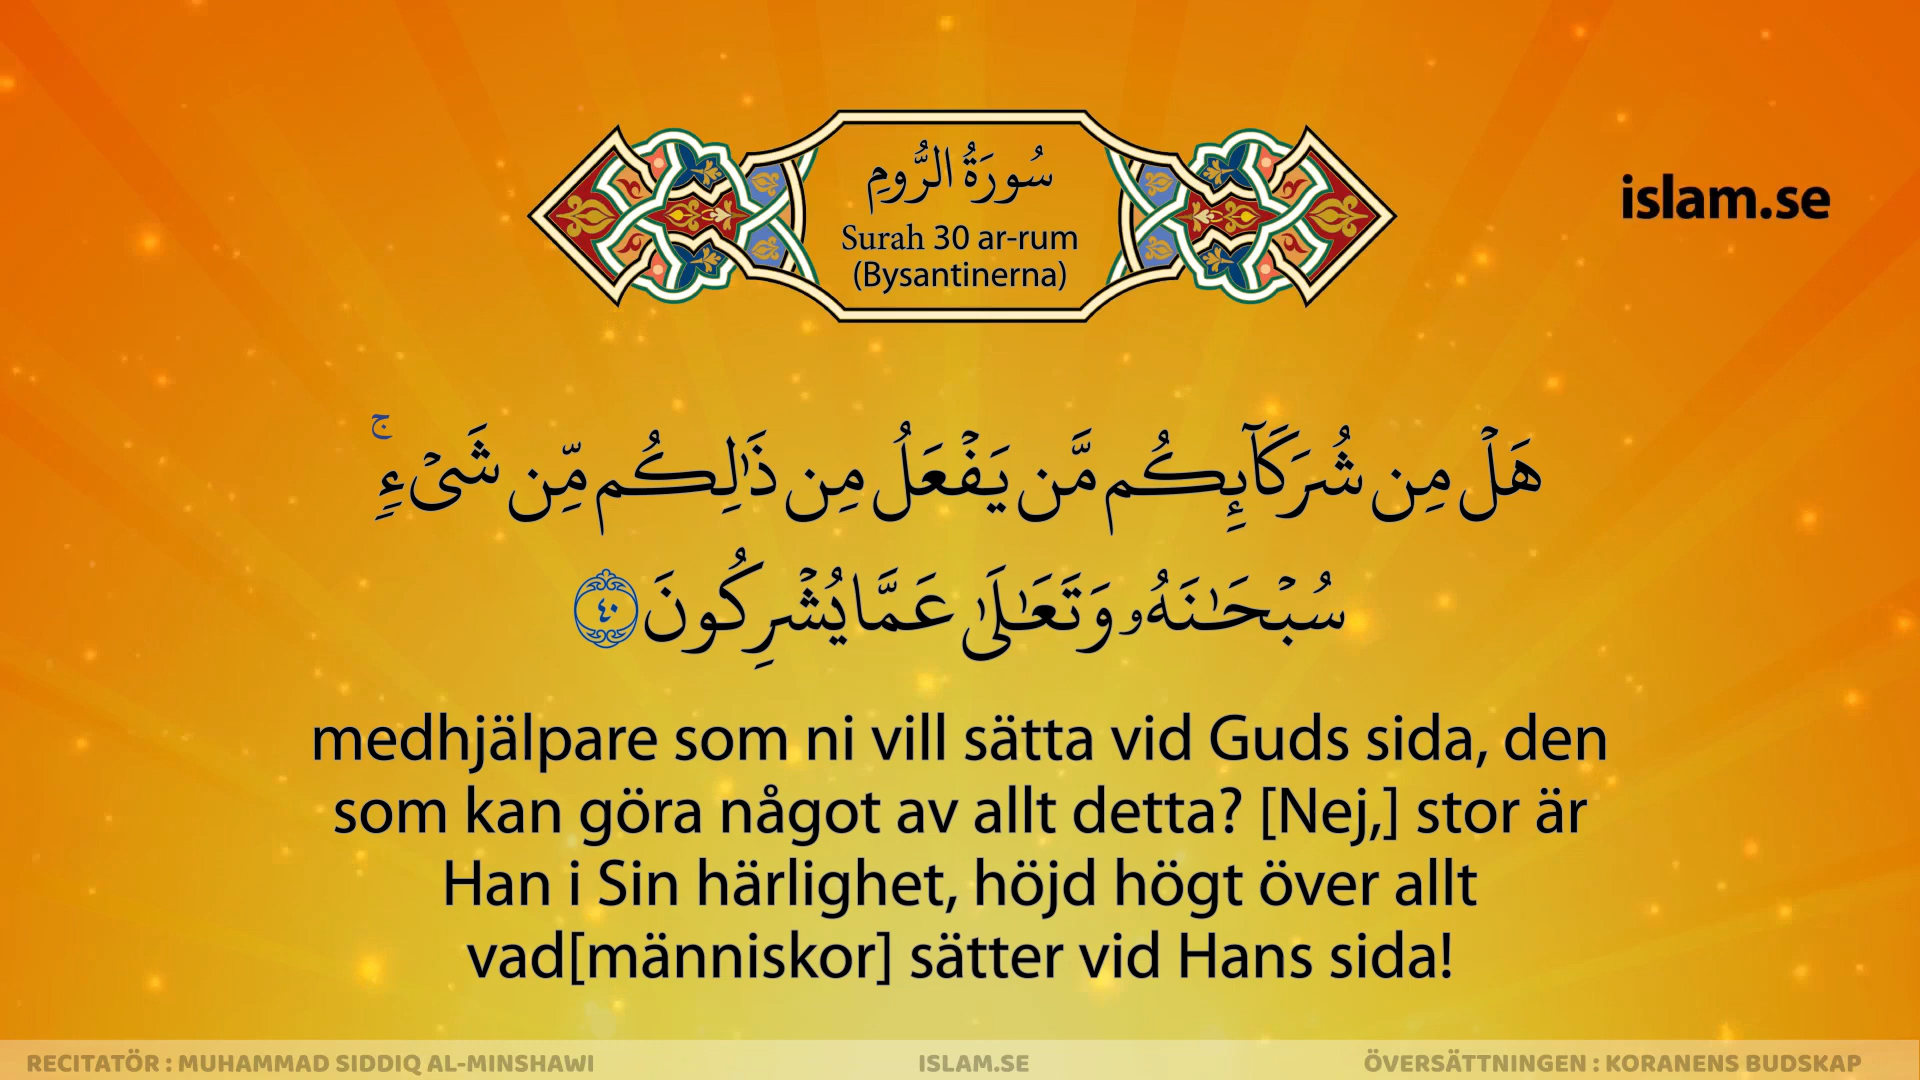 سُورَةُ الرُّومِ
Surah 30 ar-rum
(Bysantinerna)
islam.se
هَلْ مِن شُرَكَآئِكُم مَّن يَفْعَلُ مِن ذَٰلِكُم مِّن شَىْءٍۚ
سُبْحَـٰنَهُۥ وَتَعَـٰلَىٰ عَمَّا يُشْرِكُونَ ٤٠
medhjälpare som ni vill sätta vid Guds sida, den
som kan göra något av allt detta? [Nej,] stor är
Han i Sin härlighet, höjd högt över allt
vad[människor] sätter vid Hans sida!
RECITATÖR : MUHAMMAD SIDDIQ AL-MINSHAWI
ISLAM.SE
ÖVERSÄTTNINGEN : KORANENS BUDSKAP